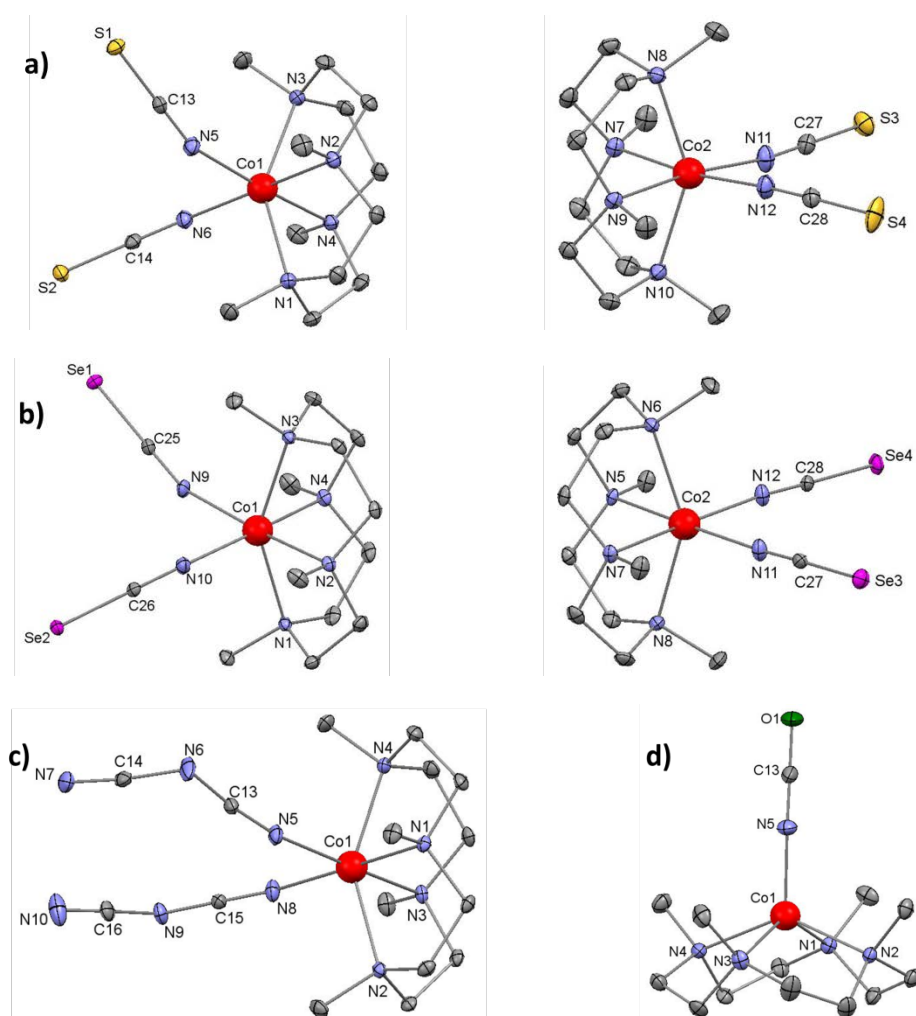 a)
S1
C13
N5
N3
Co1
N2
N6
N4
C14
S2
N1
N8
N7
Co2
N11
C27
S3
N9
N12
C28
S4
N10
b)
Se1
C25
N9
N3
Co1
N4
N10
N2
C26
Se2
N1
N6
N5
Co2
N12
C28
Se4
N7
N11
C27
Se3
N8
c)
N7
C14
N6
C13
N5
N4
Co1
N1
N10
C16
N9
C15
N8
N3
N2
d)
O1
C13
N5
Co1
N4
N3
N1
N2